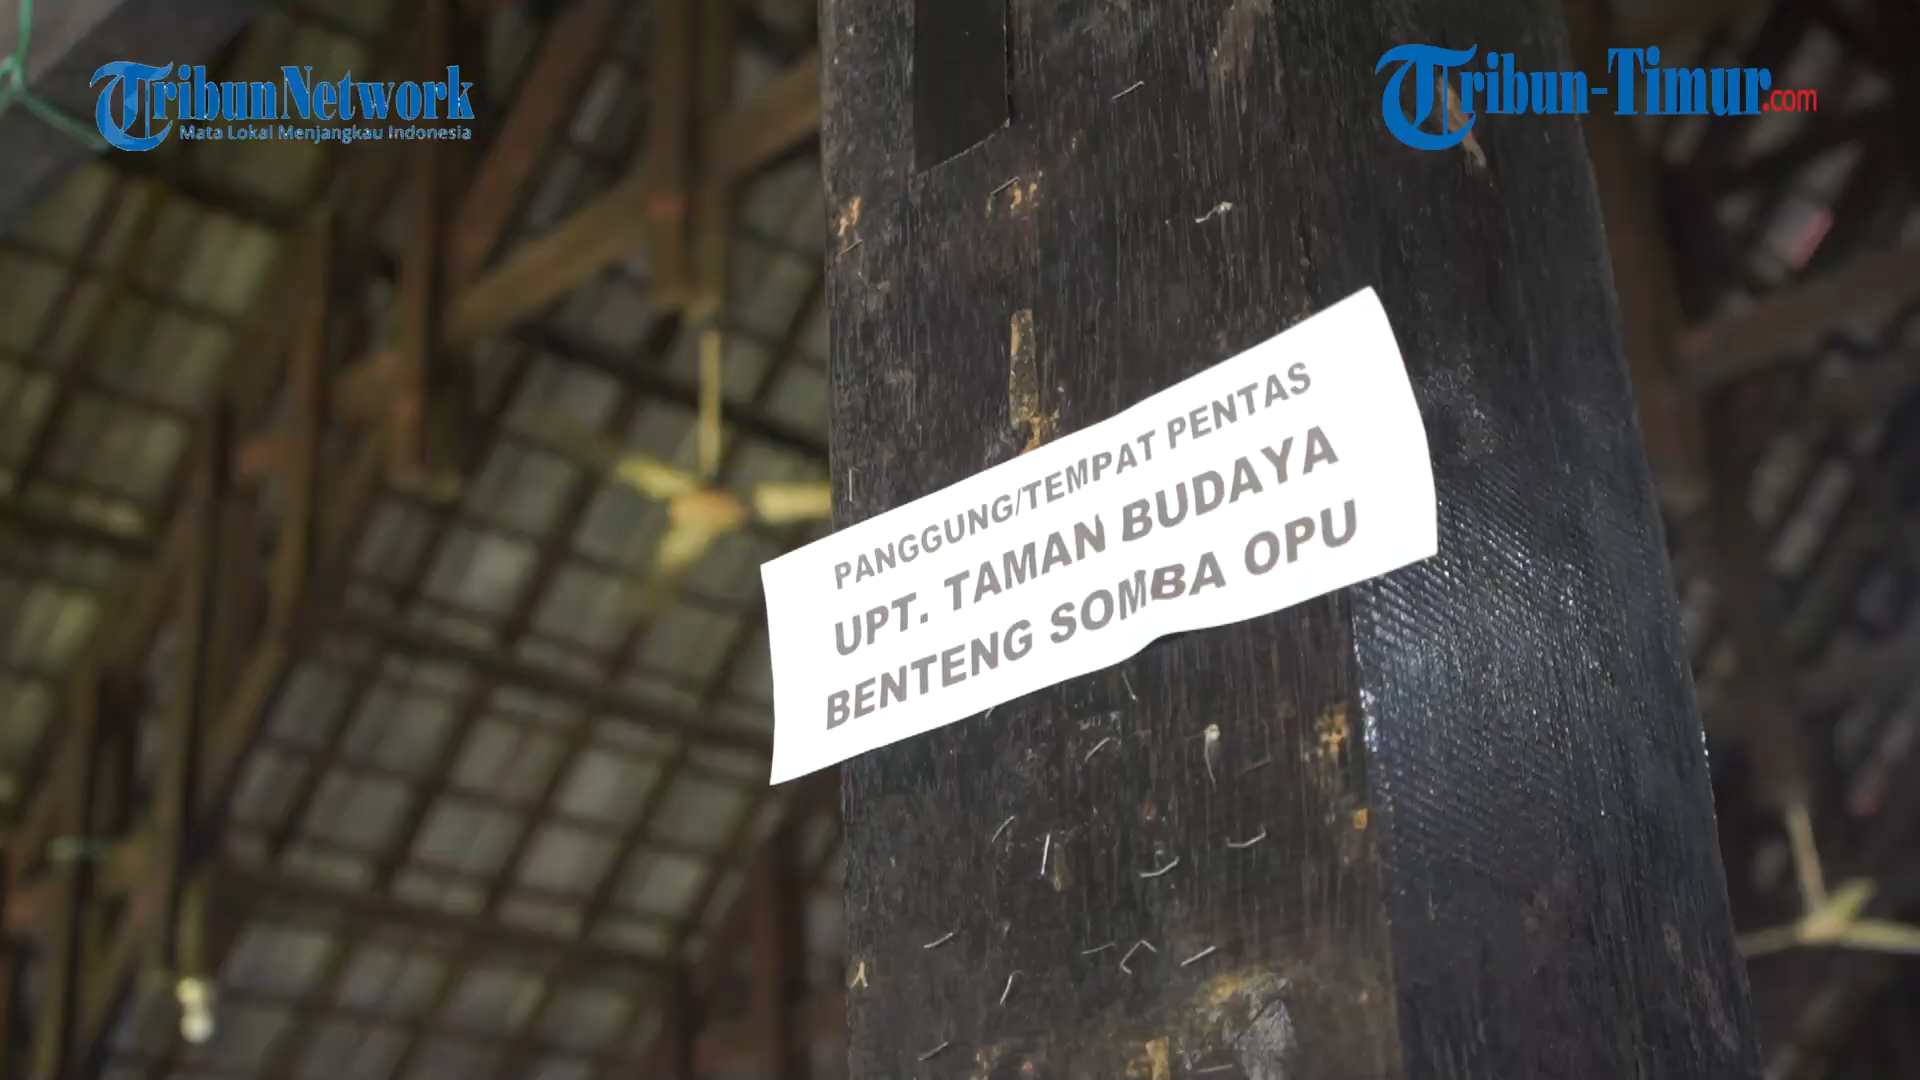 TribunNetwork
Mata Lokal Menjangkau Indonesia
Tribun-Timur.com
PANGGUNG/TEMPAT PENTAS
UPT. TAMAN BUDAYA
BENTENG SOMBA OPU